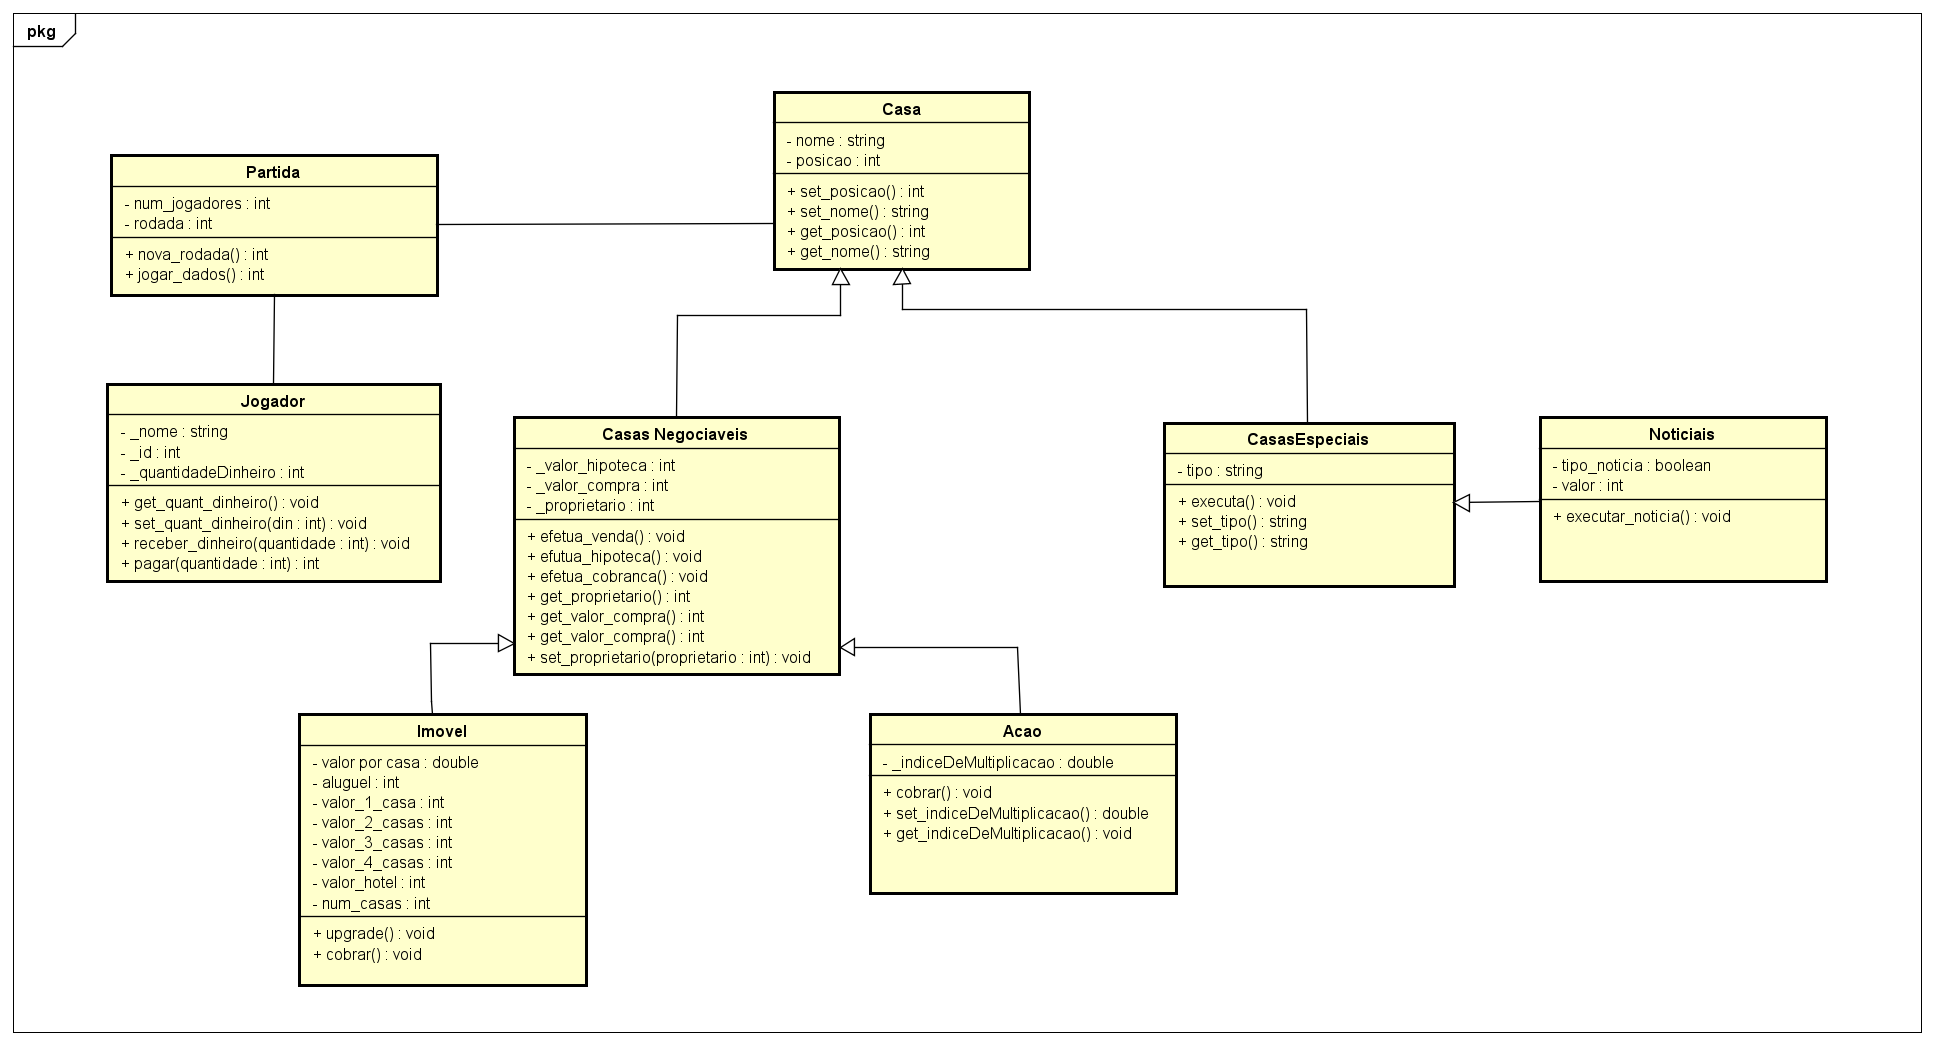 pkg
Casa
- nome : string
- posicao : int
+ set_posicao() : int
+ set_nome() : string
+ get_posicao() : int
+ get_nome() : string
Partida
- num_jogadores : int
- rodada : int
+ nova_rodada() : int
+ jogar_dados() : int
Jogador
- _nome : string
- _id : int
- _quantidadeDinheiro : int
+ get_quant_dinheiro() : void
+ set_quant_dinheiro(din : int) : void
+ receber_dinheiro(quantidade : int) : void
+ pagar(quantidade : int) : int
Casas Negociaveis
- _valor_hipoteca : int
- _valor_compra : int
- _proprietario : int
+ efetua_venda() : void
+ efutua_hipoteca() : void
+ efetua_cobranca() : void
+ get_proprietario() : int
+ get_valor_compra() : int
+ get_valor_compra() : int
+ set_proprietario(proprietario : int) : void
CasasEspeciais
- tipo : string
+ executa() : void
+ set_tipo() : string
+ get_tipo() : string
Noticiais
- tipo_noticia : boolean
- valor : int
+ executar_noticia() : void
Imovel
- valor por casa : double
- aluguel : int
- valor_1_casa : int
- valor_2_casas : int
- valor_3_casas : int
- valor_4_casas : int
- valor_hotel : int
- num_casas : int
+ upgrade() : void
+ cobrar() : void
Acao
- _indiceDeMultiplicacao : double
+ cobrar() : void
+ set_indiceDeMultiplicacao() : double
+ get_indiceDeMultiplicacao() : void